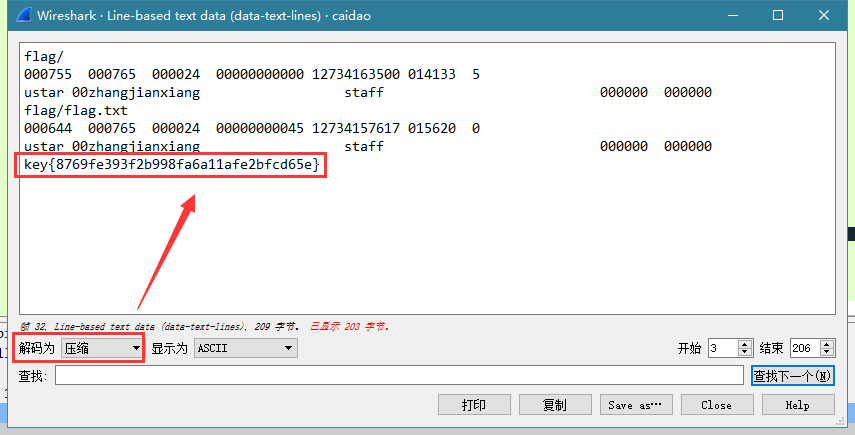 Wireshark · Line-based text data (data-text-lines) · caidao
flag/
000755 000765 000024 00000000000 12734163500 014133 5
ustar 00zhangjianxiang staff 000000 000000
flag/flag.txt
000644 000765 000024 00000000045 12734157617 015620 0
ustar 00zhangjianxiang staff 000000 000000
key{8769fe393f2b998fa6a11afe2bfcd65e}
帧 32, Line-based text data (data-text-lines), 209 字节. 已显示 203 字节.
解码为 压缩 显示为 ASCII 开始 3 结束 206
查找: 查找下一个(N)
打印 复制 Save as… Close Help